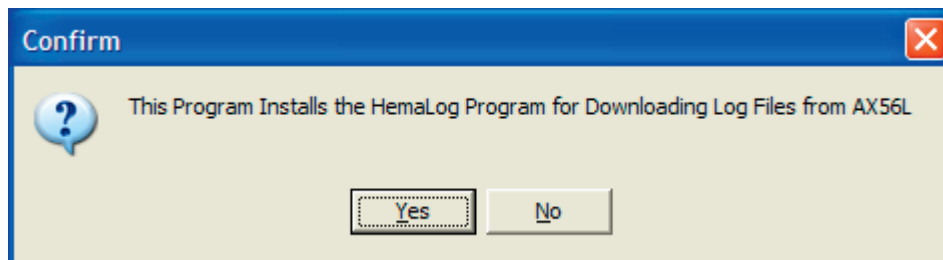 Confirm
This Program Installs the HemaLog Program for Downloading Log Files from AX56L
Yes No